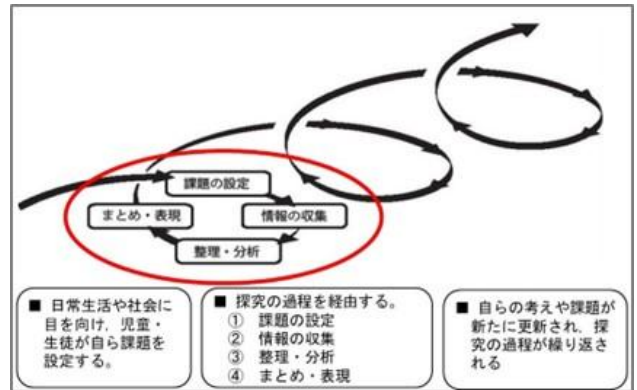 課題の設定
まとめ・表現
情報の収集
整理・分析
■ 日常生活や社会に
目を向け，児童・
生徒が自ら課題を
設定する。
■ 探究の過程を経由する。
① 課題の設定
② 情報の収集
③ 整理・分析
④ まとめ・表現
■ 自らの考えや課題が
新たに更新され，探
究の過程が繰り返さ
れる